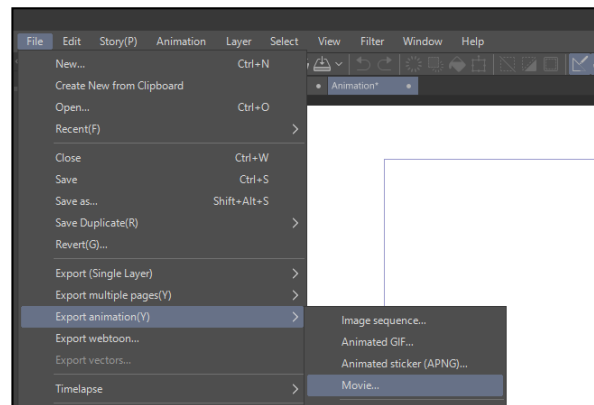 File Edit Story(P) Animation Layer Select View Filter Window Help
New... Ctrl+N
Create New from Clipboard
Open... Ctrl+O
Animation*
Recent(F)
Close Ctrl+W
Save Ctrl+S
Save as... Shift+Alt+S
Save Duplicate(R)
Revert(G)...
Export (Single Layer)
Export multiple pages(Y)
Export animation(Y)
Image sequence...
Export webtoon...
Animated GIF...
Export vectors...
Animated sticker (APNG)...
Timelapse
Movie...